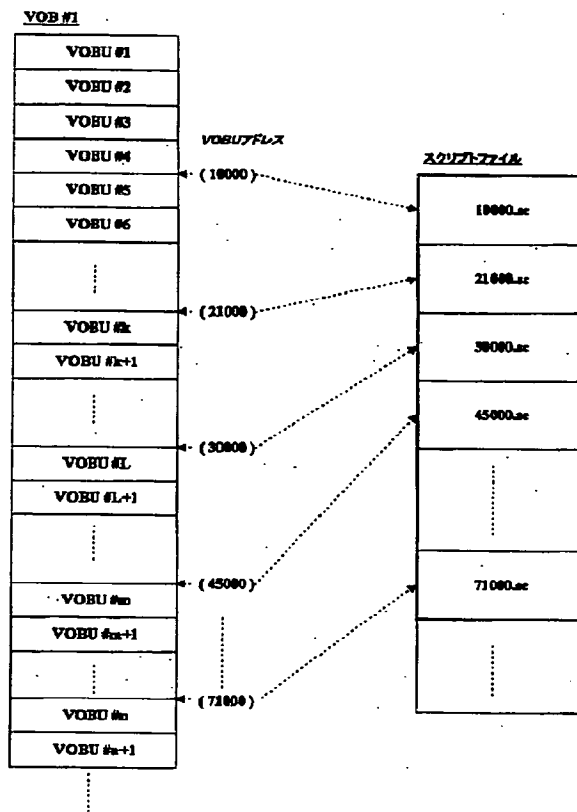 VOB #1
VOBU #1
VOBU #2
VOBU #3
VOBU #4
VOBU #5
VOBU #6
VOBU #k
VOBU #k+1
VOBU #L
VOBU #L+1
VOBU #m
VOBU #m+1
VOBU #n
VOBU #n+1
VOBUアドレス
(10000)
(21000)
(30000)
(45000)
(71000)
スクリプトファイル
10000.sc
21000.sc
30000.sc
45000.sc
71000.sc